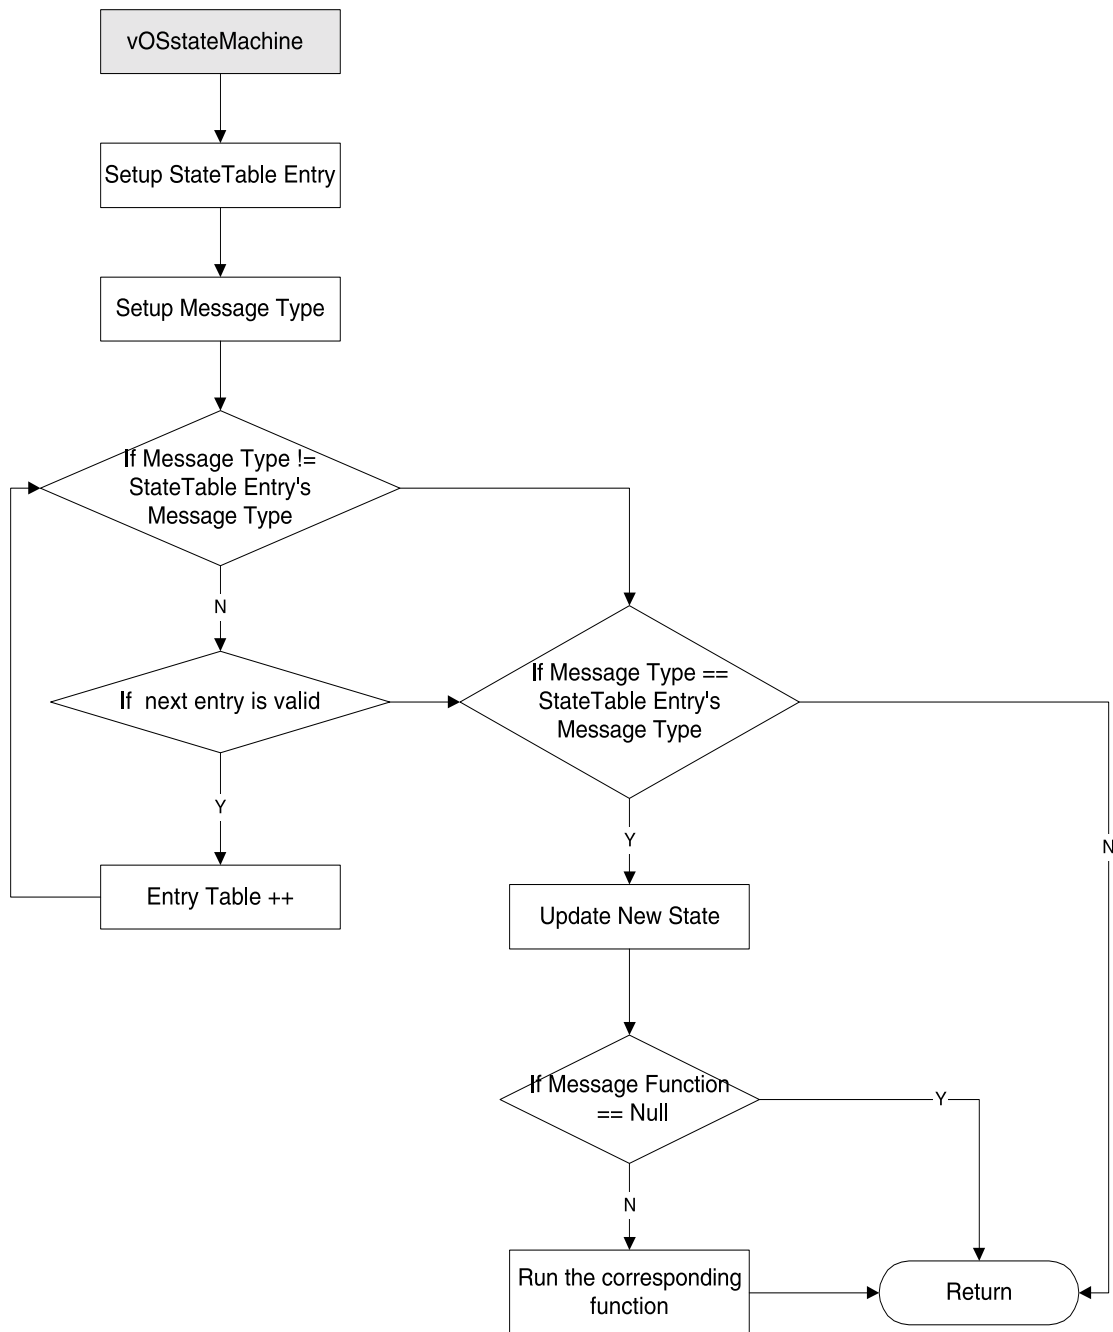 vOSstateMachine
Setup StateTable Entry
Setup Message Type
If Message Type !=
StateTable Entry's
Message Type
N
If next entry is valid
Y
Entry Table ++
If Message Type ==
StateTable Entry's
Message Type
Y
N
Update New State
If Message Function
== Null
Y
N
Run the corresponding
function
Return